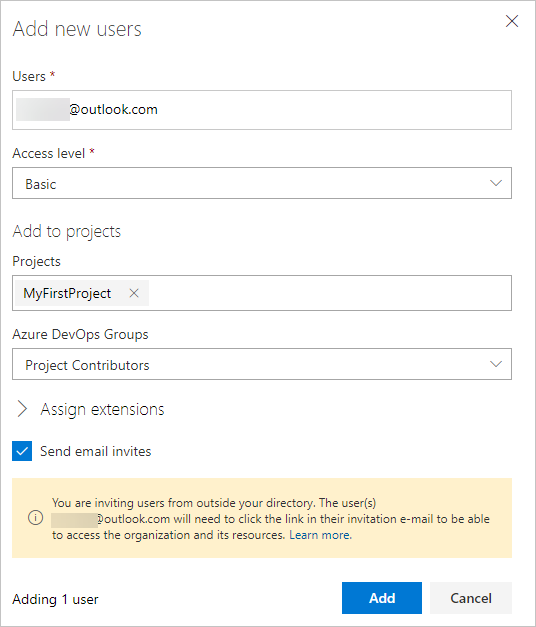 Add new users
Users *
@outlook.com
Access level *
Basic
Add to projects
Projects
MyFirstProject
Azure DevOps Groups
Project Contributors
Assign extensions
Send email invites
You are inviting users from outside your directory. The user(s)
@outlook.com will need to click the link in their invitation e-mail to be able
to access the organization and its resources. Learn more.
Adding 1 user
Add
Cancel